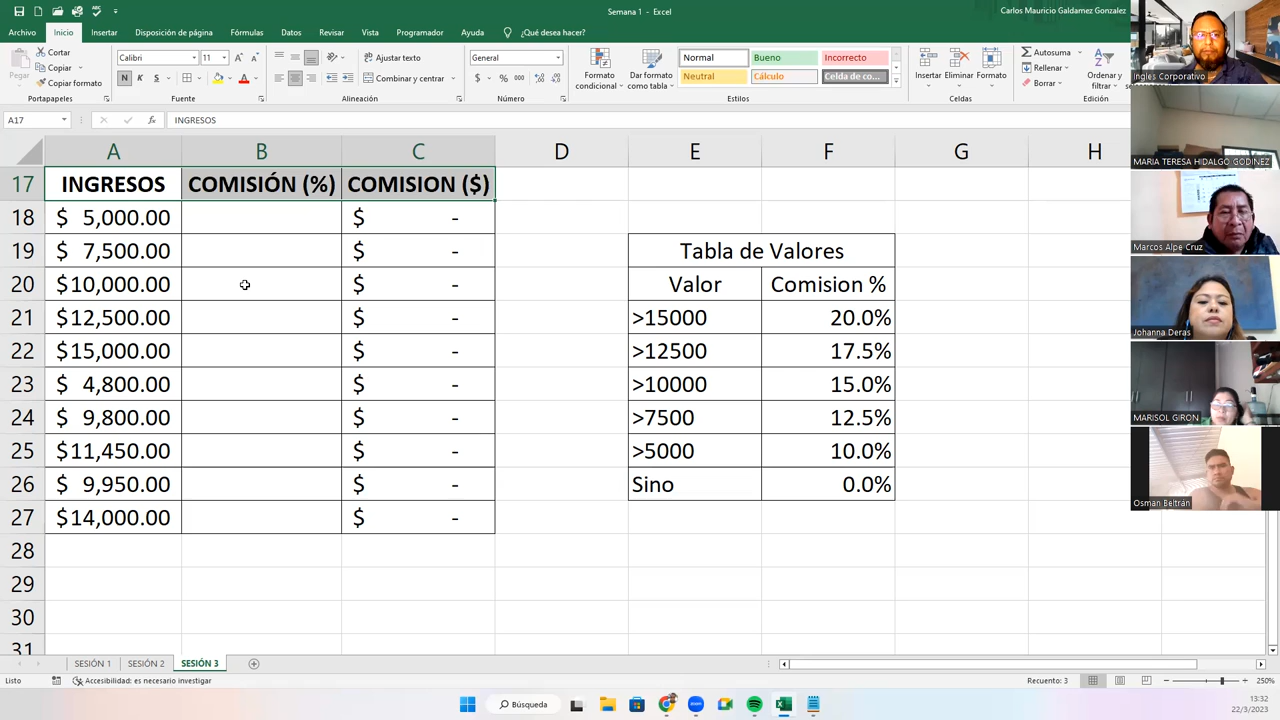 Semana 1 - Excel
Carlos Mauricio Galdamez Gonzalez
Archivo Inicio Insertar Disposición de página Fórmulas Datos Revisar Vista Programador Ayuda ¿Qué desea hacer?
Pegar
Cortar
Copiar
Copiar formato
Portapapeles
Calibri 11
N K S
Fuente
Ajustar texto
Combinar y centrar
Alineación
General
$ % 000
Número
Formato condicional
Dar formato como tabla
Normal Bueno Incorrecto
Neutral Cálculo Celda de co...
Estilos
Insertar Eliminar Formato
Celdas
Autosuma
Rellenar
Borrar
Ordenar y filtrar
Edición
A17 fx INGRESOS
A B C D E F G H
17 INGRESOS COMISIÓN (%) COMISION ($)
18 $ 5,000.00 $ -
19 $ 7,500.00 $ - Tabla de Valores
20 $10,000.00 $ - Valor Comision %
21 $12,500.00 $ - >15000 20.0%
22 $15,000.00 $ - >12500 17.5%
23 $ 4,800.00 $ - >10000 15.0%
24 $ 9,800.00 $ - >7500 12.5%
25 $11,450.00 $ - >5000 10.0%
26 $ 9,950.00 $ - Sino 0.0%
27 $14,000.00 $ -
28
29
30
31
SESIÓN 1 SESIÓN 2 SESIÓN 3
Listo Accesibilidad: es necesario investigar Recuento: 3 250%
Búsqueda
13:32
22/3/2023
Ingles Corporativo
MARIA TERESA HIDALGO GODINEZ
Marcos Alpe Cruz
Johanna Deras
MARISOL GIRON
Osman Beltrán